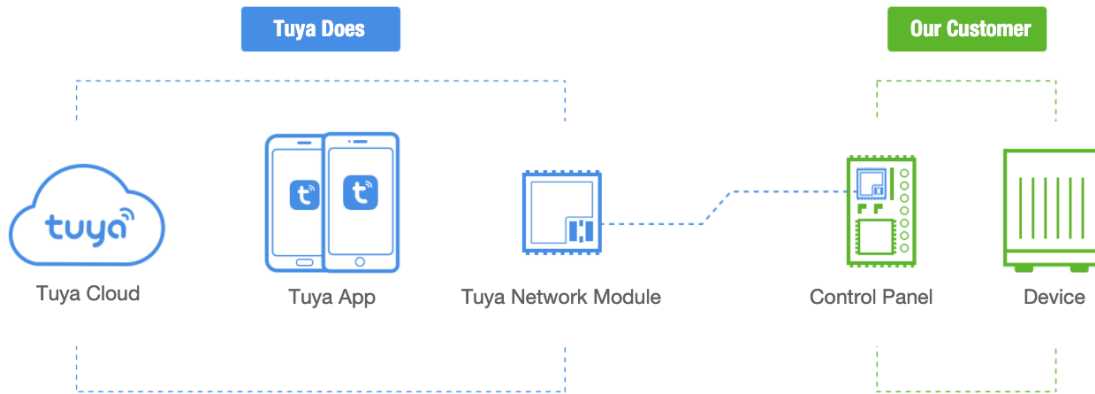 Tuya Does
Our Customer
tuya
t
t
Tuya Cloud
Tuya App
Tuya Network Module
Control Panel
Device